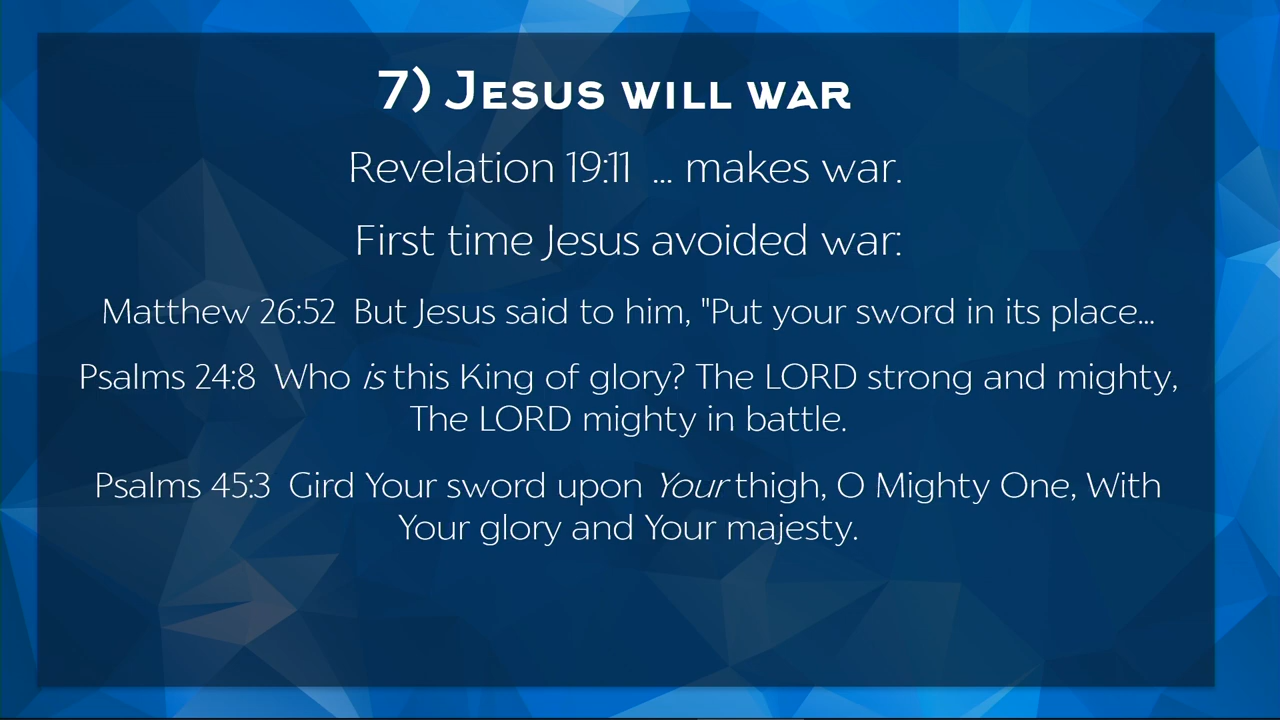 7) Jesus will war
Revelation 19:11 ... makes war.
First time Jesus avoided war:
Matthew 26:52 But Jesus said to him, "Put your sword in its place...
Psalms 24:8 Who is this King of glory? The LORD strong and mighty,
The LORD mighty in battle.
Psalms 45:3 Gird Your sword upon Your thigh, O Mighty One, With
Your glory and Your majesty.